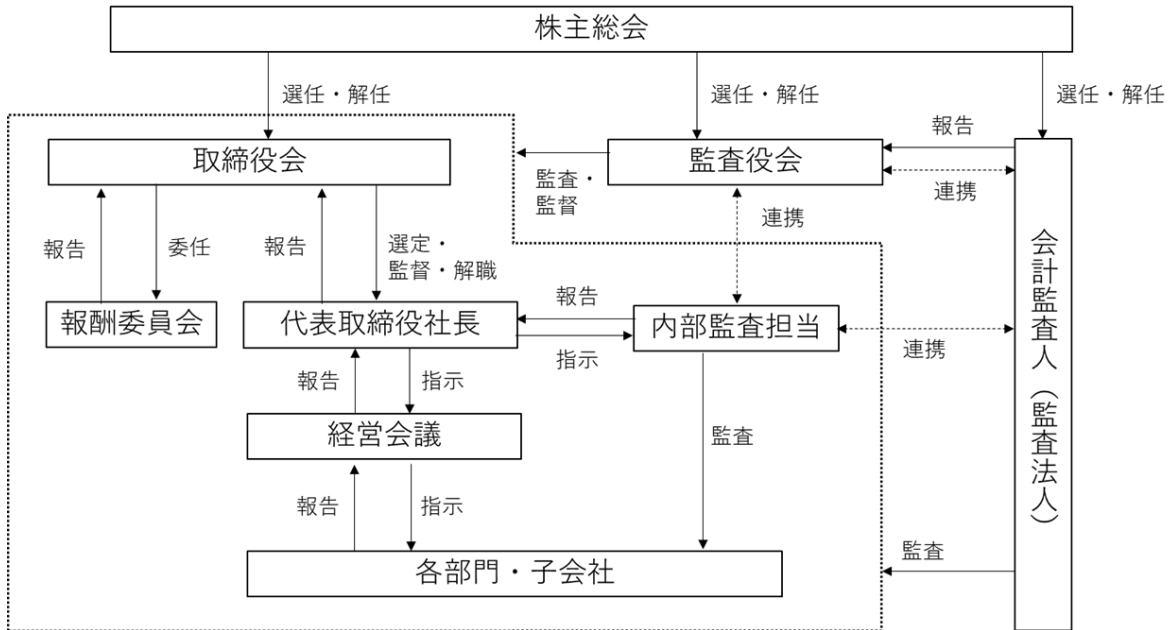 株主総会
選任・解任
選任・解任
選任・解任
取締役会
監査役会
報告
連携
監査・
監督
連携
報告
委任
報告
選定・
監督・解職
会計監査人（監査法人）
報酬委員会
代表取締役社長
報告
指示
内部監査担当
連携
報告
指示
経営会議
監査
報告
指示
監査
各部門・子会社